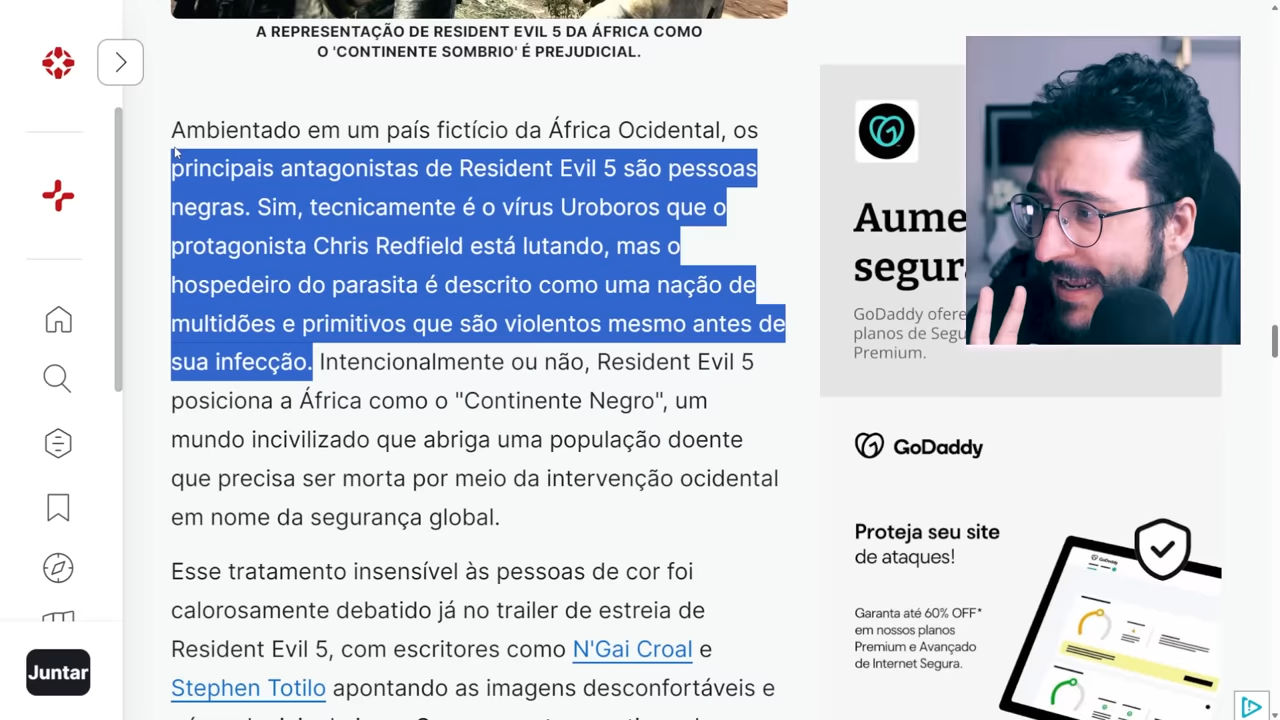 A REPRESENTAÇÃO DE RESIDENT EVIL 5 DA ÁFRICA COMO
O 'CONTINENTE SOMBRIO' É PREJUDICIAL.
Ambientado em um país fictício da África Ocidental, os
principais antagonistas de Resident Evil 5 são pessoas
negras. Sim, tecnicamente é o vírus Uroboros que o
protagonista Chris Redfield está lutando, mas o
hospedeiro do parasita é descrito como uma nação de
multidões e primitivos que são violentos mesmo antes de
sua infecção. Intencionalmente ou não, Resident Evil 5
posiciona a África como o "Continente Negro", um
mundo incivilizado que abriga uma população doente
que precisa ser morta por meio da intervenção ocidental
em nome da segurança global.
Esse tratamento insensível às pessoas de cor foi
calorosamente debatido já no trailer de estreia de
Resident Evil 5, com escritores como N'Gai Croal e
Stephen Totilo apontando as imagens desconfortáveis e
Juntar
Aume
segur
GoDaddy ofere
planos de Segu
Premium.
GoDaddy
Proteja seu site
de ataques!
Garanta até 60% OFF*
em nossos planos
Premium e Avançado
de Internet Segura.